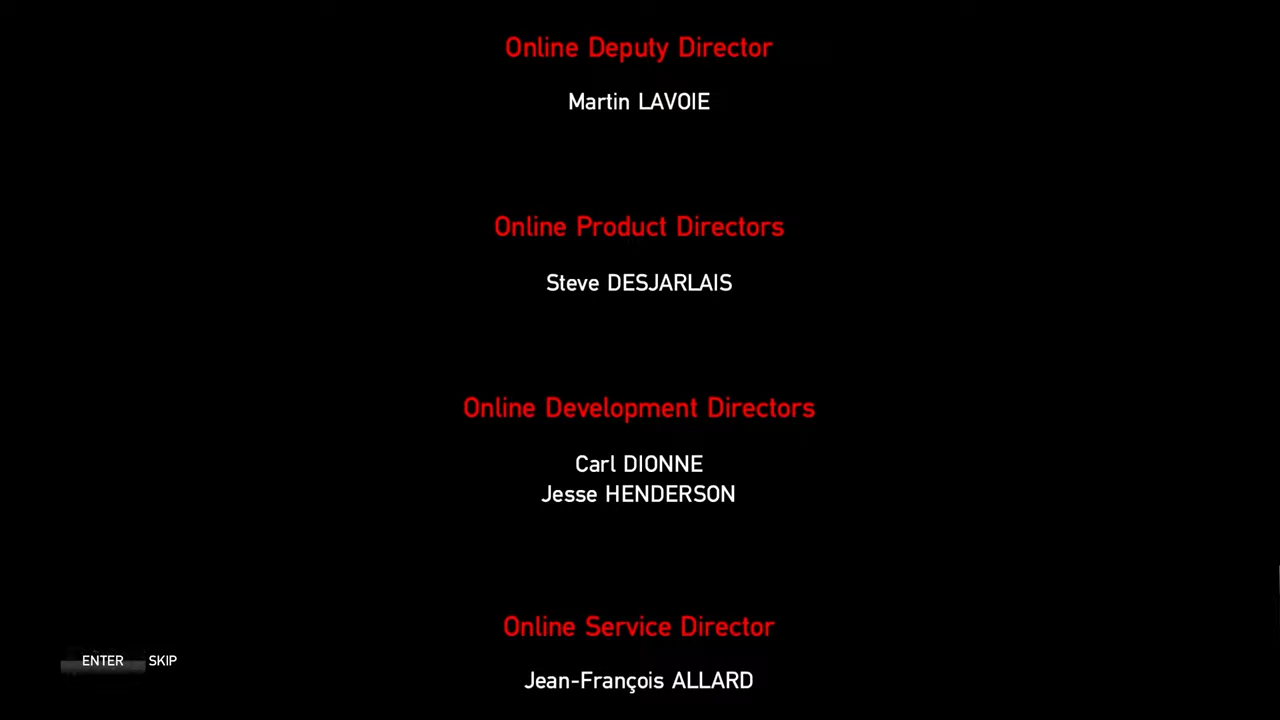 Online Deputy Director
Martin LAVOIE
Online Product Directors
Steve DESJARLAIS
Online Development Directors
Carl DIONNE
Jesse HENDERSON
Online Service Director
ENTER SKIP
Jean-François ALLARD